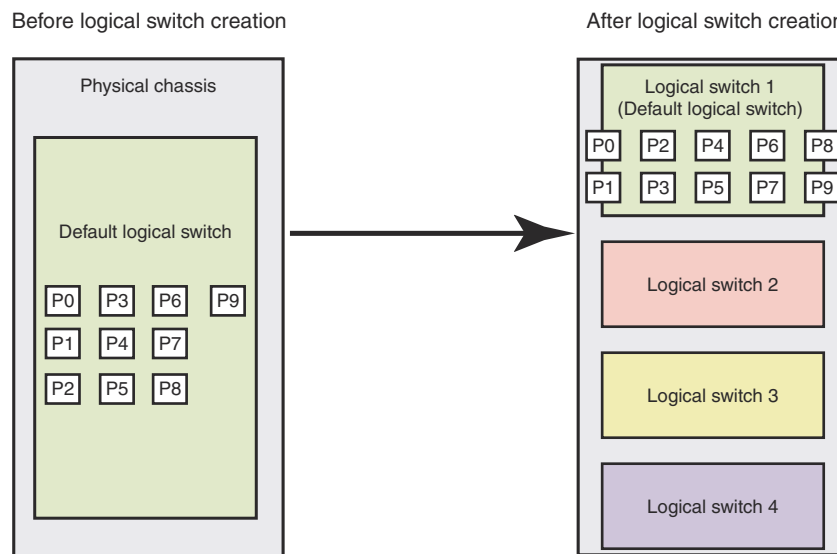 Before logical switch creation
After logical switch creation
Physical chassis
Default logical switch
P0 P3 P6 P9
P1 P4 P7
P2 P5 P8
Logical switch 1
(Default logical switch)
P0 P2 P4 P6 P8
P1 P3 P5 P7 P9
Logical switch 2
Logical switch 3
Logical switch 4